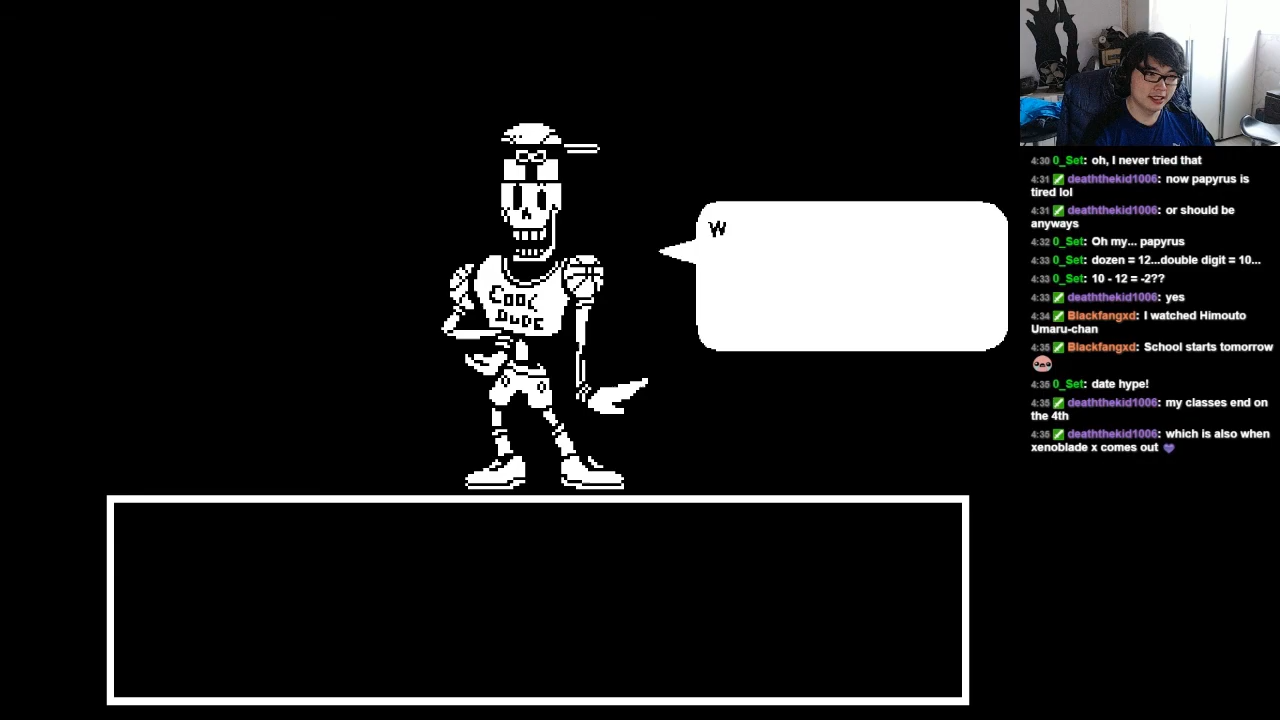 COOL
DUDE
W
4:30 0_Set: oh, I never tried that
4:31 deaththekid1006: now papyrus is
tired lol
4:31 deaththekid1006: or should be
anyways
4:32 0_Set: Oh my... papyrus
4:33 0_Set: dozen = 12...double digit = 10...
4:33 0_Set: 10 - 12 = -2??
4:33 deaththekid1006: yes
4:34 Blackfangxd: I watched Himouto
Umaru-chan
4:35 Blackfangxd: School starts tomorrow
4:35 0_Set: date hype!
4:35 deaththekid1006: my classes end on
the 4th
4:35 deaththekid1006: which is also when
xenoblade x comes out